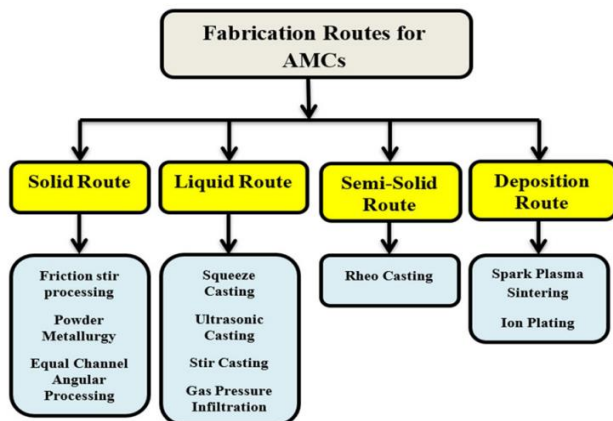 Fabrication Routes for
AMCs
Solid Route
Liquid Route
Semi-Solid
Route
Deposition
Route
Friction stir
processing
Powder
Metallurgy
Equal Channel
Angular
Processing
Squeeze
Casting
Ultrasonic
Casting
Stir Casting
Gas Pressure
Infiltration
Rheo Casting
Spark Plasma
Sintering
Ion Plating